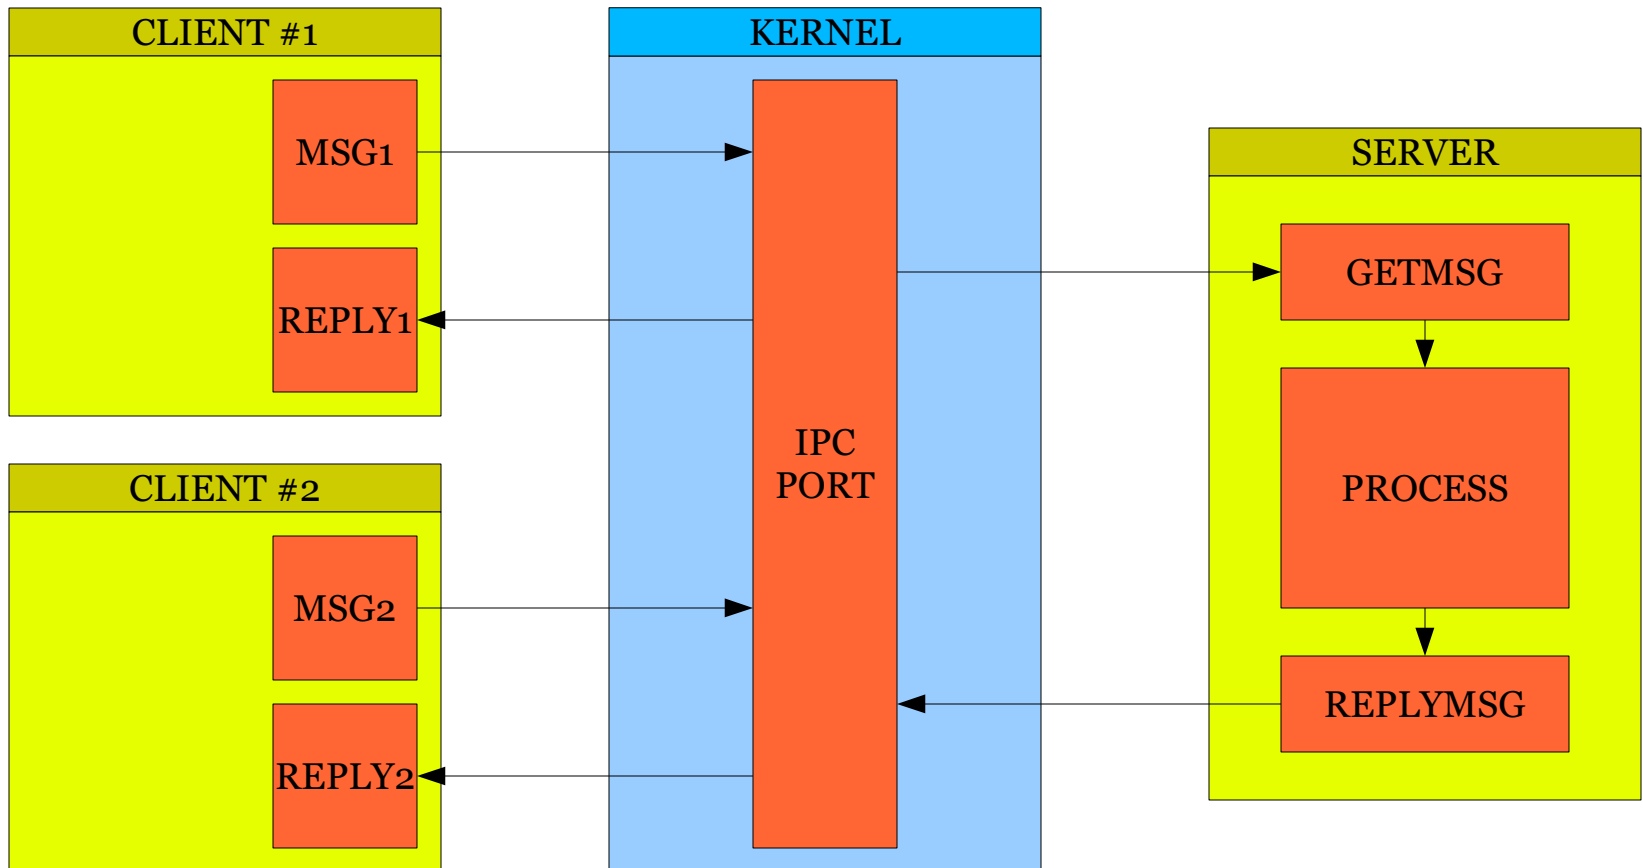 CLIENT #1
MSG1
REPLY1
CLIENT #2
MSG2
REPLY2
KERNEL
IPC
PORT
SERVER
GETMSG
PROCESS
REPLYMSG